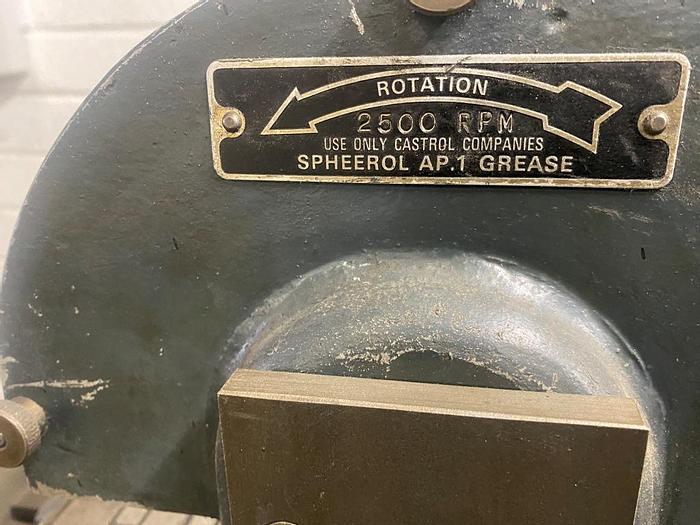 ROTATION
2500 RPM
USE ONLY CASTROL COMPANIES
SPHEEROL AP.1 GREASE